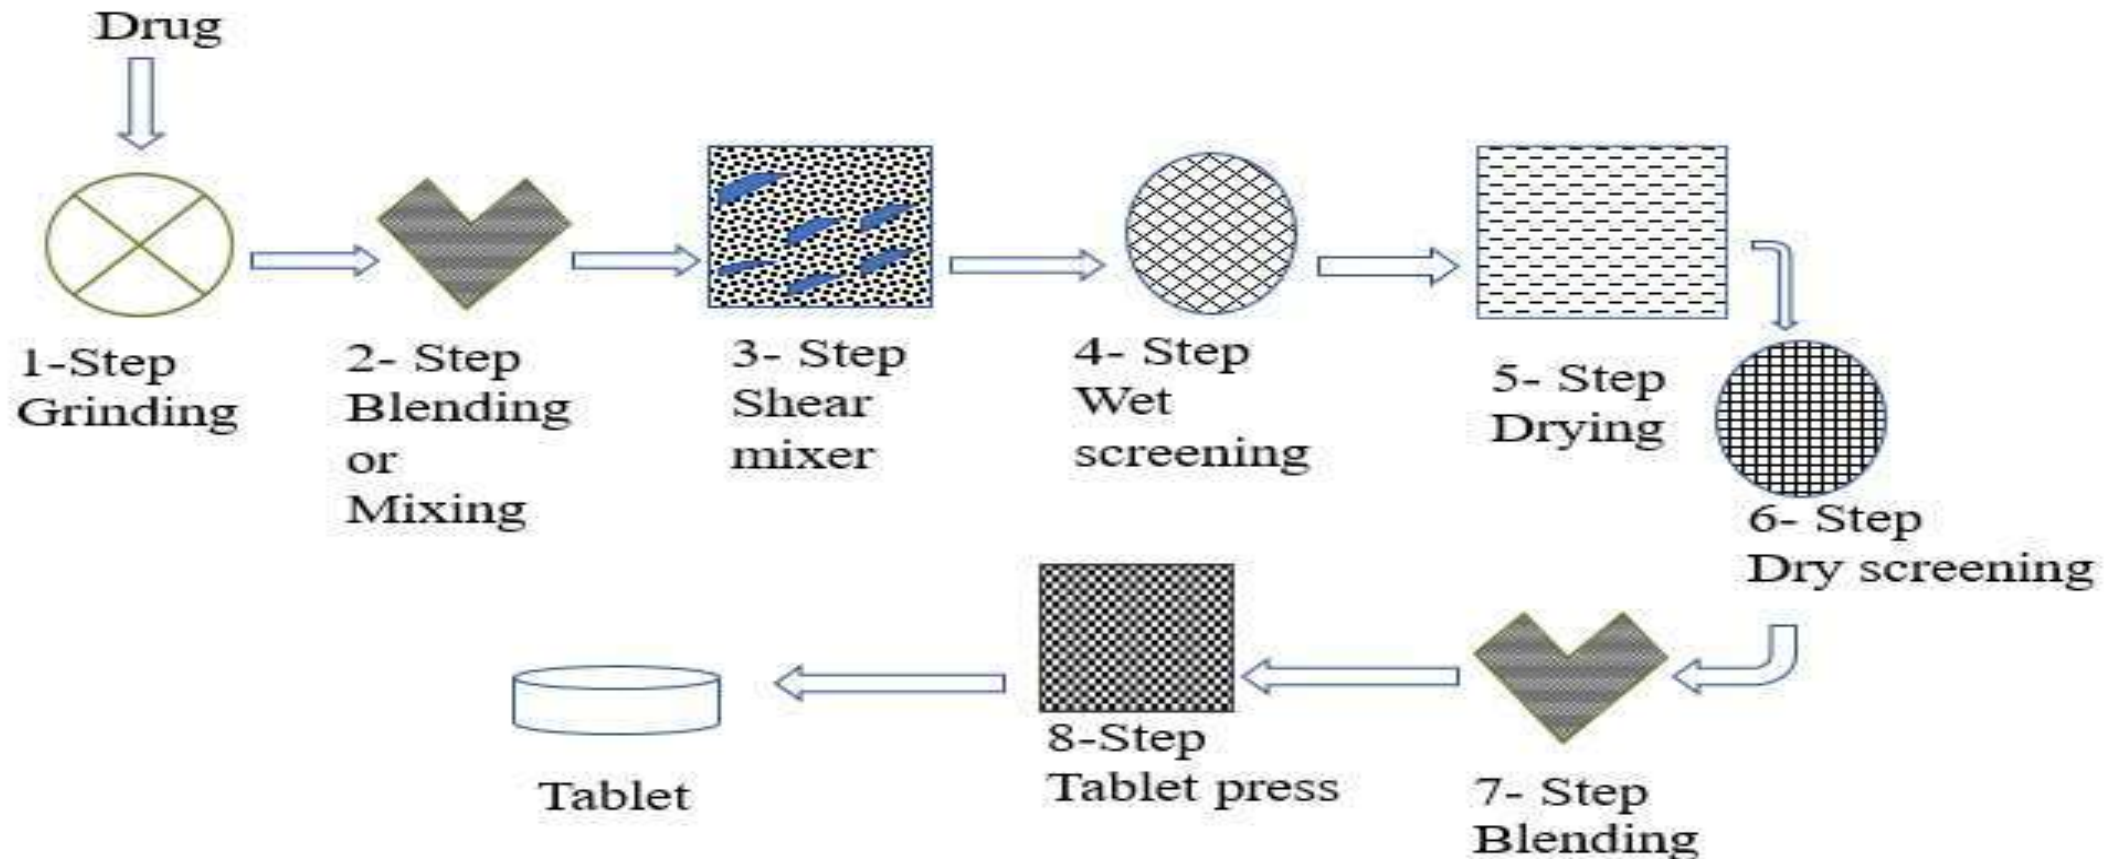 Drug
1-Step
Grinding
2- Step
Blending
or
Mixing
3- Step
Shear
mixer
4- Step
Wet
screening
5- Step
Drying
6- Step
Dry screening
7- Step
Blending
8-Step
Tablet press
Tablet